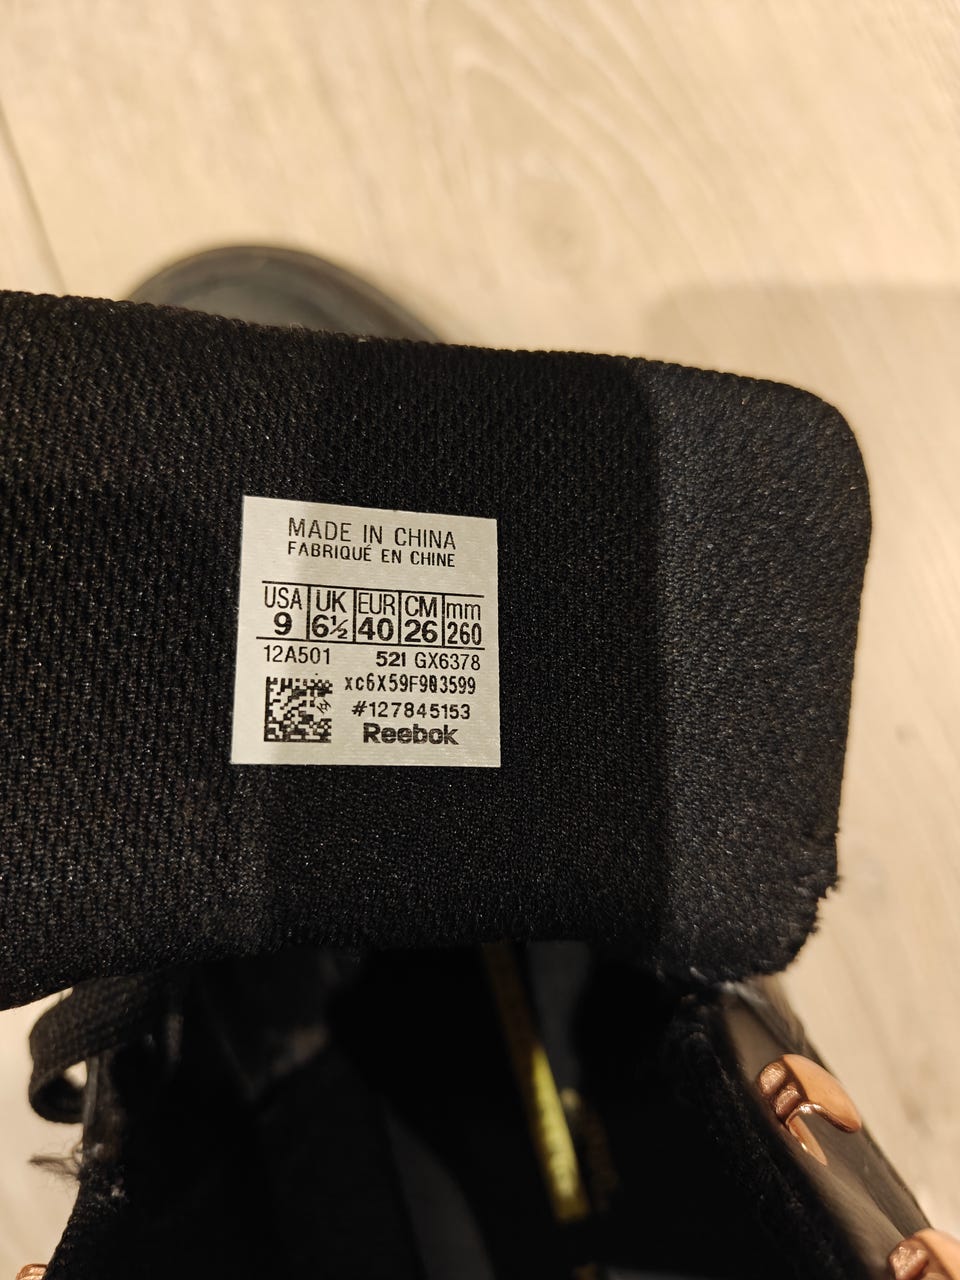 MADE IN CHINA
FABRIQUÉ EN CHINE
USA UK EUR CM mm
9 6½ 40 26 260
12A501 521 GX6378
xc6X59F903599
#127845153
Reebok